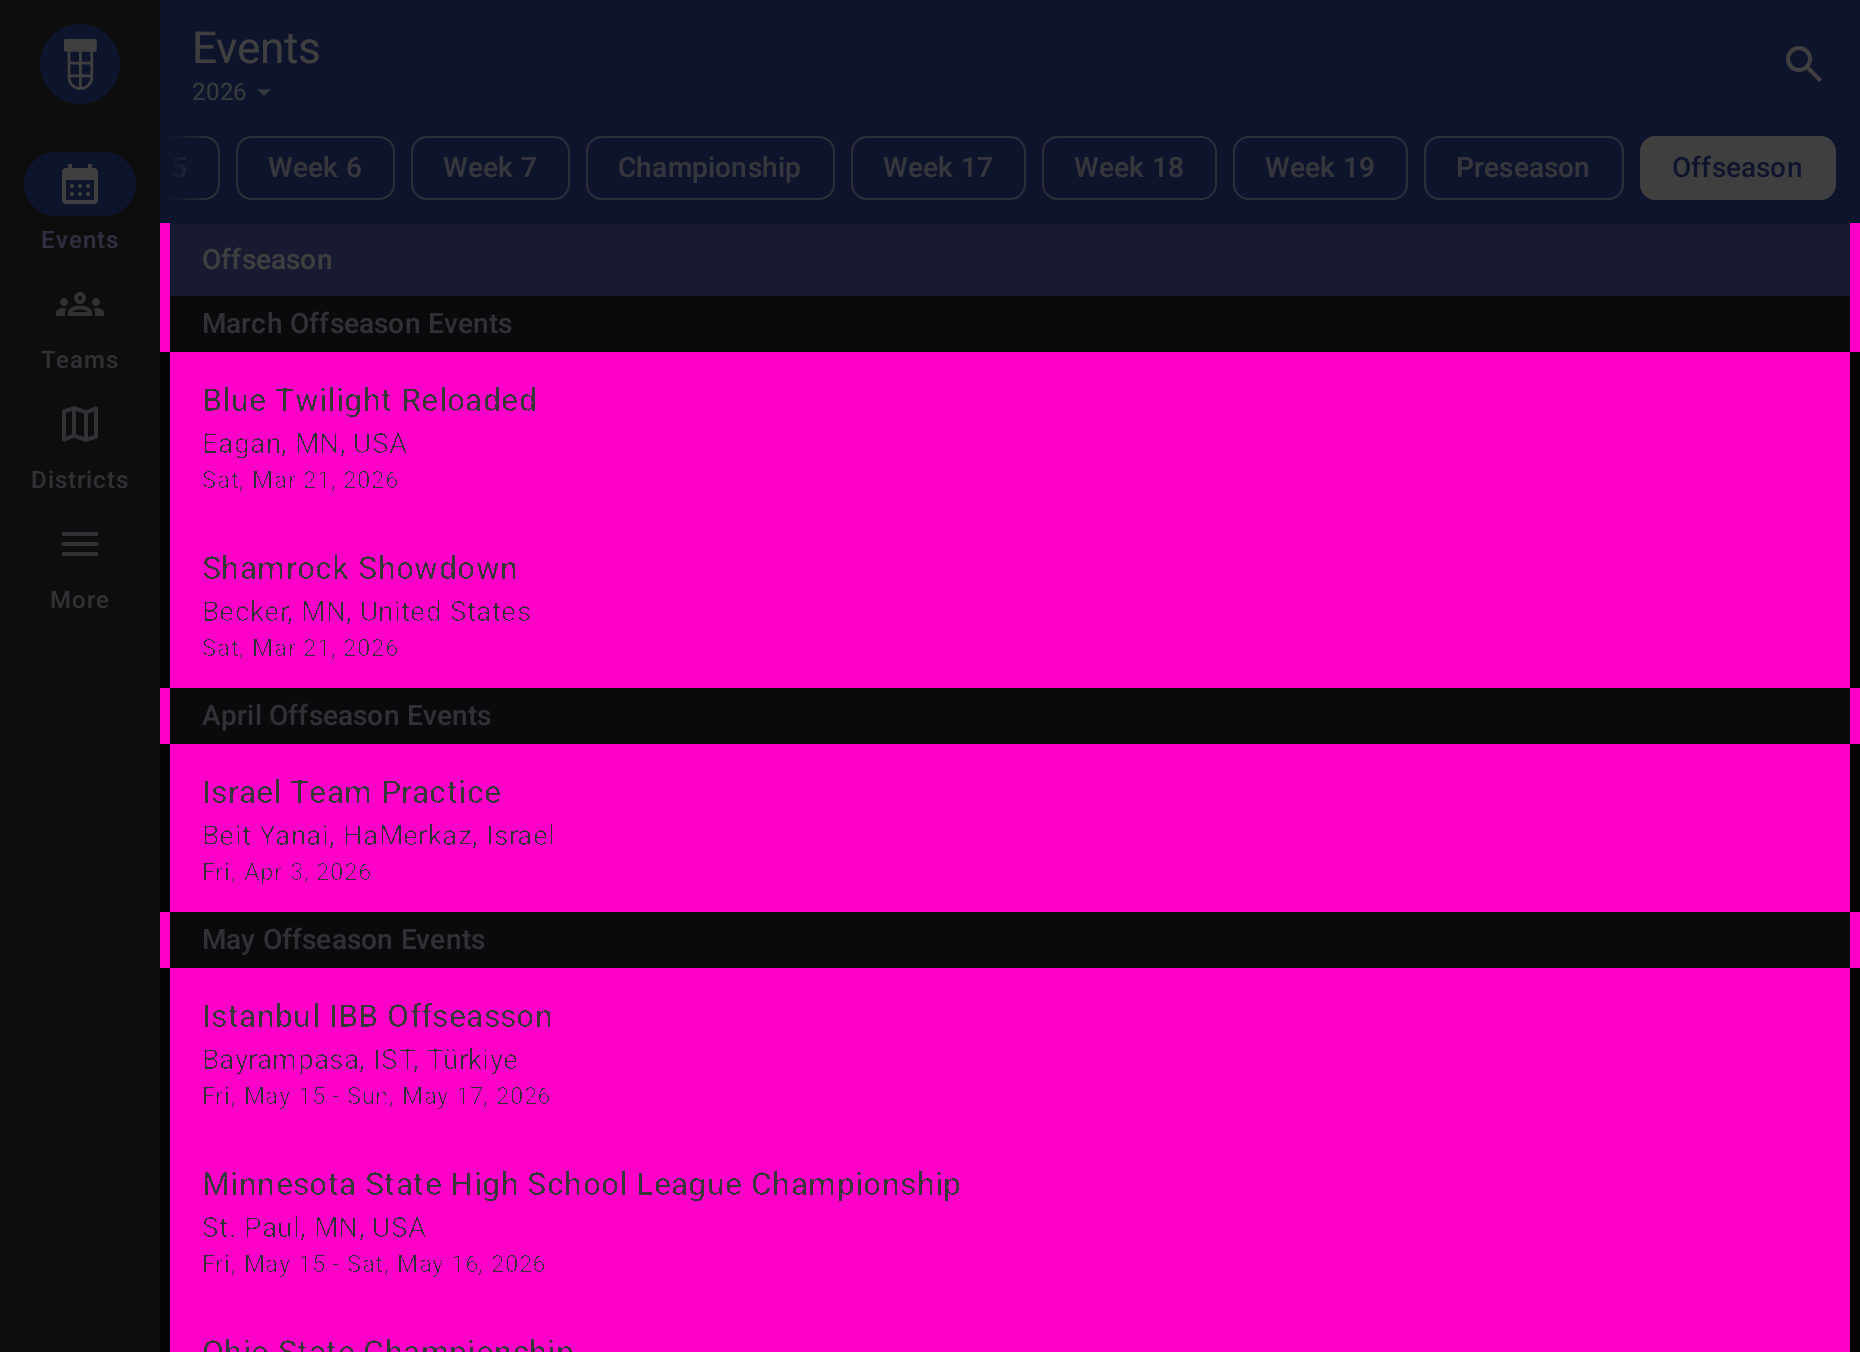 Events
2026
5
Week 6
Week 7
Championship
Week 17
Week 18
Week 19
Preseason
Offseason
Events
Teams
Districts
More
Offseason
March Offseason Events
Blue Twilight Reloaded
Eagan, MN, USA
Sat, Mar 21, 2026
Shamrock Showdown
Becker, MN, United States
Sat, Mar 21, 2026
April Offseason Events
Israel Team Practice
Beit Yanai, HaMerkaz, Israel
Fri, Apr 3, 2026
May Offseason Events
Istanbul IBB Offseasson
Bayrampasa, IST, Türkiye
Fri, May 15 - Sun, May 17, 2026
Minnesota State High School League Championship
St. Paul, MN, USA
Fri, May 15 - Sat, May 16, 2026
Ohio State Championship